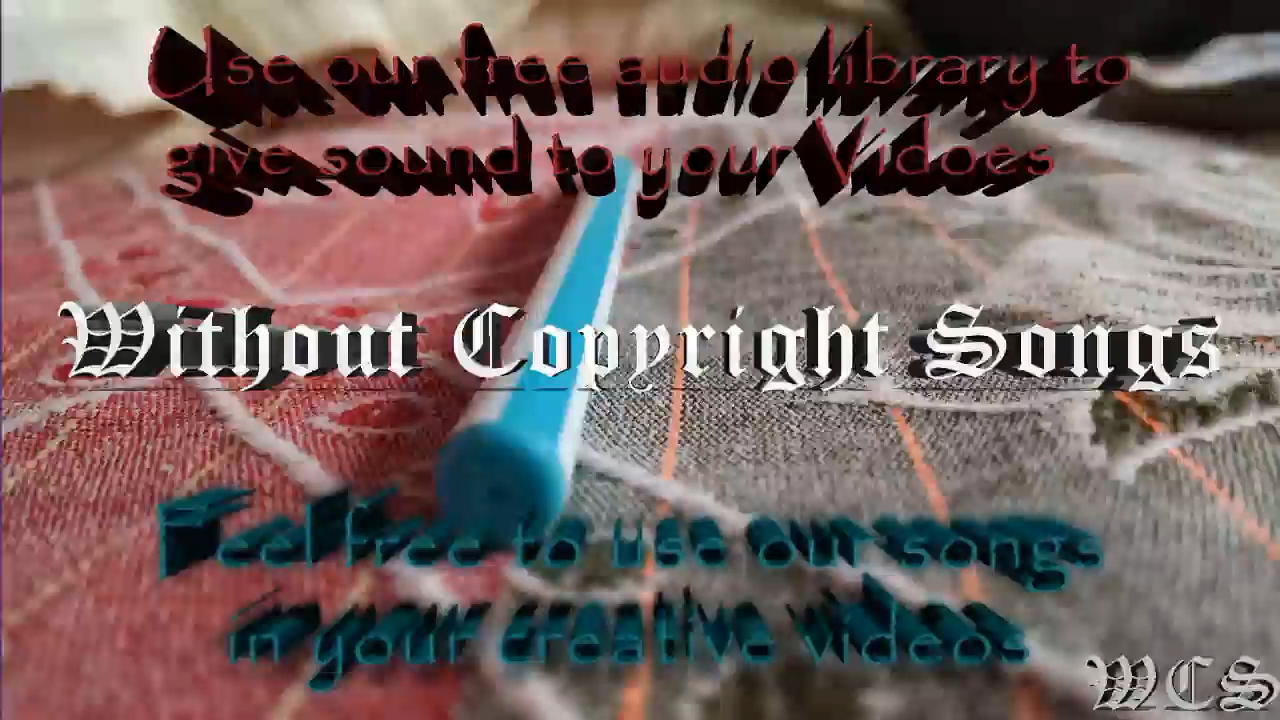 Use our free audio library to
give sound to your Vidoes
Without Copyright Songs
Feel free to use our songs
in your creative videos
WCS